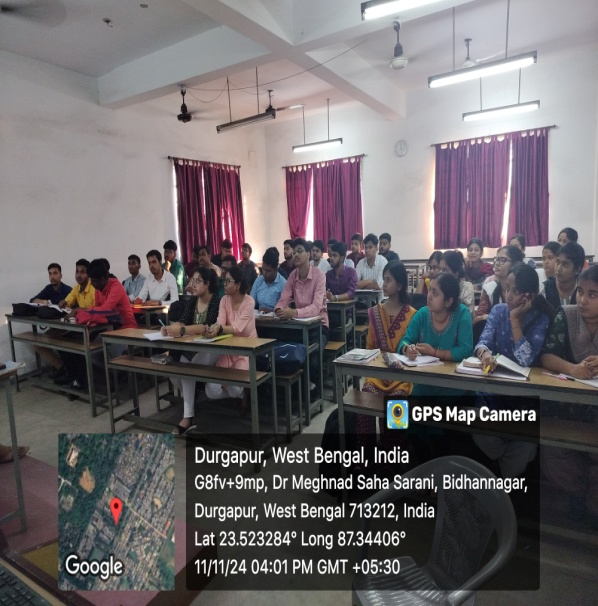 GPS Map Camera
Durgapur, West Bengal, India
G8fv+9mp, Dr Meghnad Saha Sarani, Bidhannagar,
Durgapur, West Bengal 713212, India
Lat 23.523284° Long 87.34406°
11/11/24 04:01 PM GMT +05:30
Google